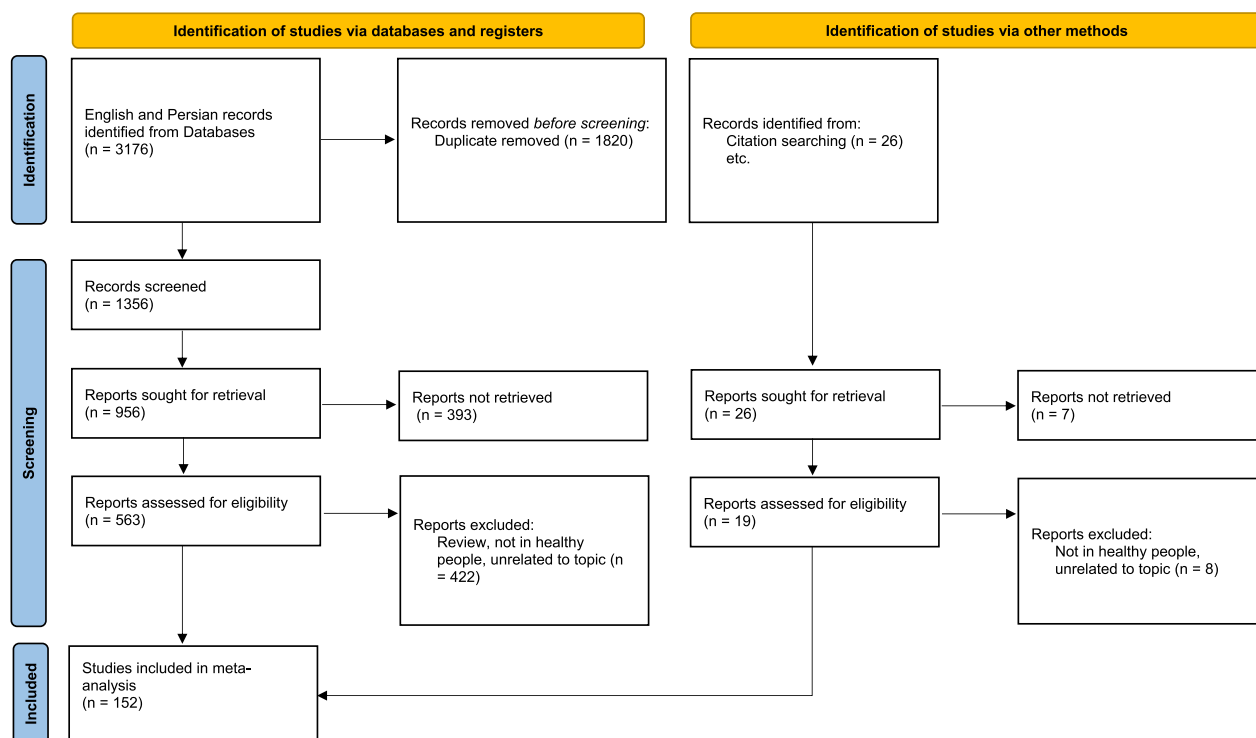 Identification of studies via databases and registers
Identification of studies via other methods
Identification
English and Persian records
identified from Databases
(n = 3176)
Records removed before screening:
Duplicate removed (n = 1820)
Records identified from:
Citation searching (n = 26)
etc.
Screening
Records screened
(n = 1356)
Reports sought for retrieval
(n = 956)
Reports not retrieved
(n = 393)
Reports sought for retrieval
(n = 26)
Reports not retrieved
(n = 7)
Reports assessed for eligibility
(n = 563)
Reports excluded:
Review, not in healthy
people, unrelated to topic (n
= 422)
Reports assessed for eligibility
(n = 19)
Reports excluded:
Not in healthy people,
unrelated to topic (n = 8)
Included
Studies included in meta-
analysis
(n = 152)